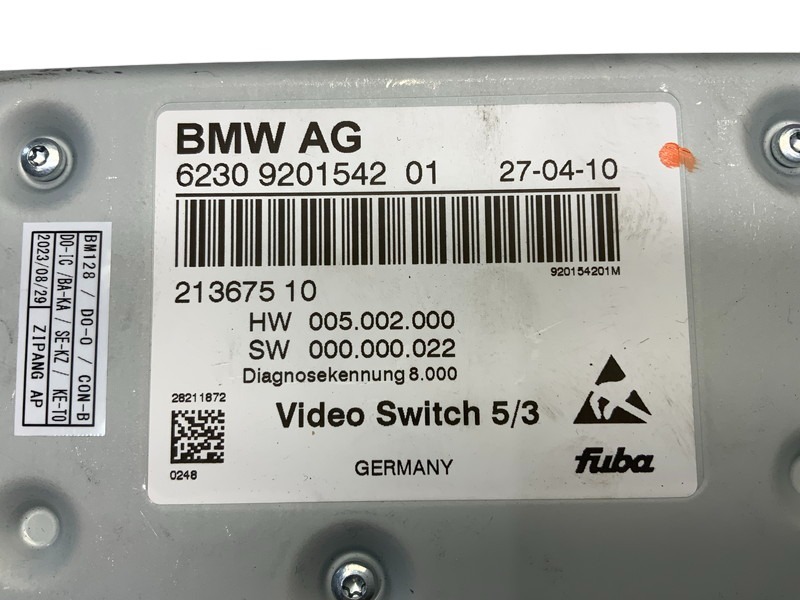 BMW AG
6230 9201542 01 27-04-10
920154201M
213675 10
HW 005.002.000
SW 000.000.022
Diagnosekennung 8.000
28211872
Video Switch 5/3
0248
GERMANY
fuba
BM128 / DO-O / CON-B
DO-IC /BA-KA / SE-KZ / KE-TO
2023/08/29 ZIPANG AP